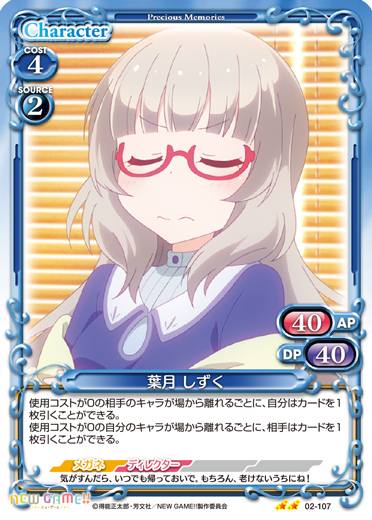 Precious Memories
Character
COST
4
SOURCE
2
40 AP
DP 40
葉月 しずく
使用コストが0の相手のキャラが場から離れるごとに、自分はカードを1
枚引くことができる。
使用コストが0の自分のキャラが場から離れるごとに、相手はカードを1
枚引くことができる。
メガネ ディレクター
気がすんだら、いつでも帰っておいで。もちろん、老けないうちにね!
NEW GAME!!
©得能正太郎・芳文社/NEW GAME!!製作委員会
02-107